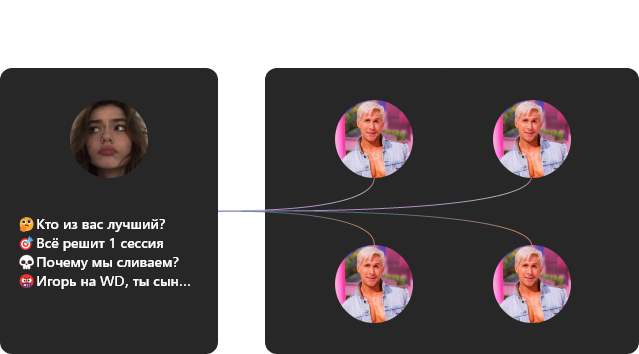 🤔Кто из вас лучший?
🎯Всё решит 1 сессия
💀Почему мы сливаем?
🤬Игорь на WD, ты сын...